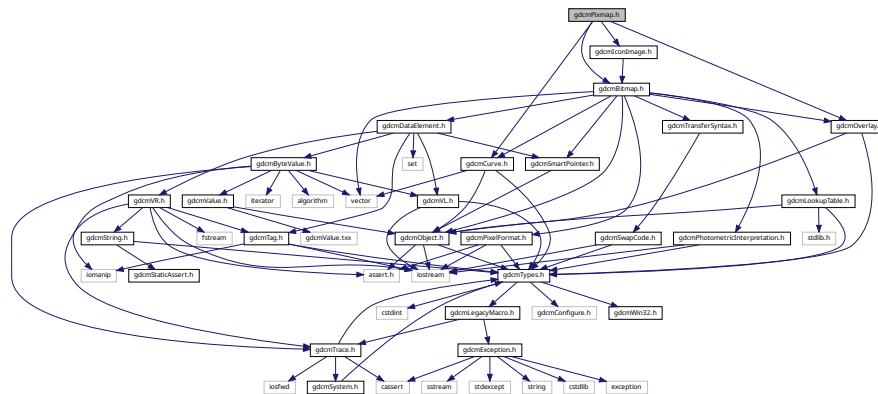 gdcmPixmap.h
gdcmIconImage.h
gdcmBitmap.h
gdcmDataElement.h
gdcmTransferSyntax.h
gdcmOverlay.
gdcmByteValue.h
set
gdcmCurve.h
gdcmSmartPointer.h
gdcmVR.h
gdcmValue.h
iterator
algorithm
vector
gdcmVL.h
gdcmLookupTable.h
gdcmString.h
fstream
gdcmTag.h
gdcmValue.txx
gdcmObject.h
gdcmPixelFormat.h
gdcmSwapCode.h
gdcmPhotometricInterpretation.h
stdlib.h
iomanip
gdcmStaticAssert.h
assert.h
iostream
gdcmTypes.h
cstdint
gdcmLegacyMacro.h
gdcmConfigure.h
gdcmWin32.h
gdcmTrace.h
gdcmException.h
iosfwd
gdcmSystem.h
cassert
sstream
stdexcept
string
cstdlib
exception